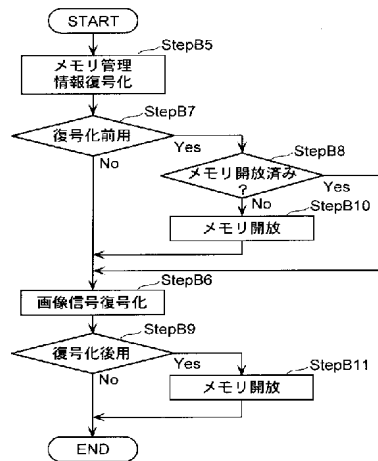 START
StepB5
メモリ管理
情報復号化
StepB7
復号化前用
Yes
No
StepB8
メモリ開放済み
?
Yes
No
StepB10
メモリ開放
StepB6
画像信号復号化
StepB9
復号化後用
Yes
No
StepB11
メモリ開放
END